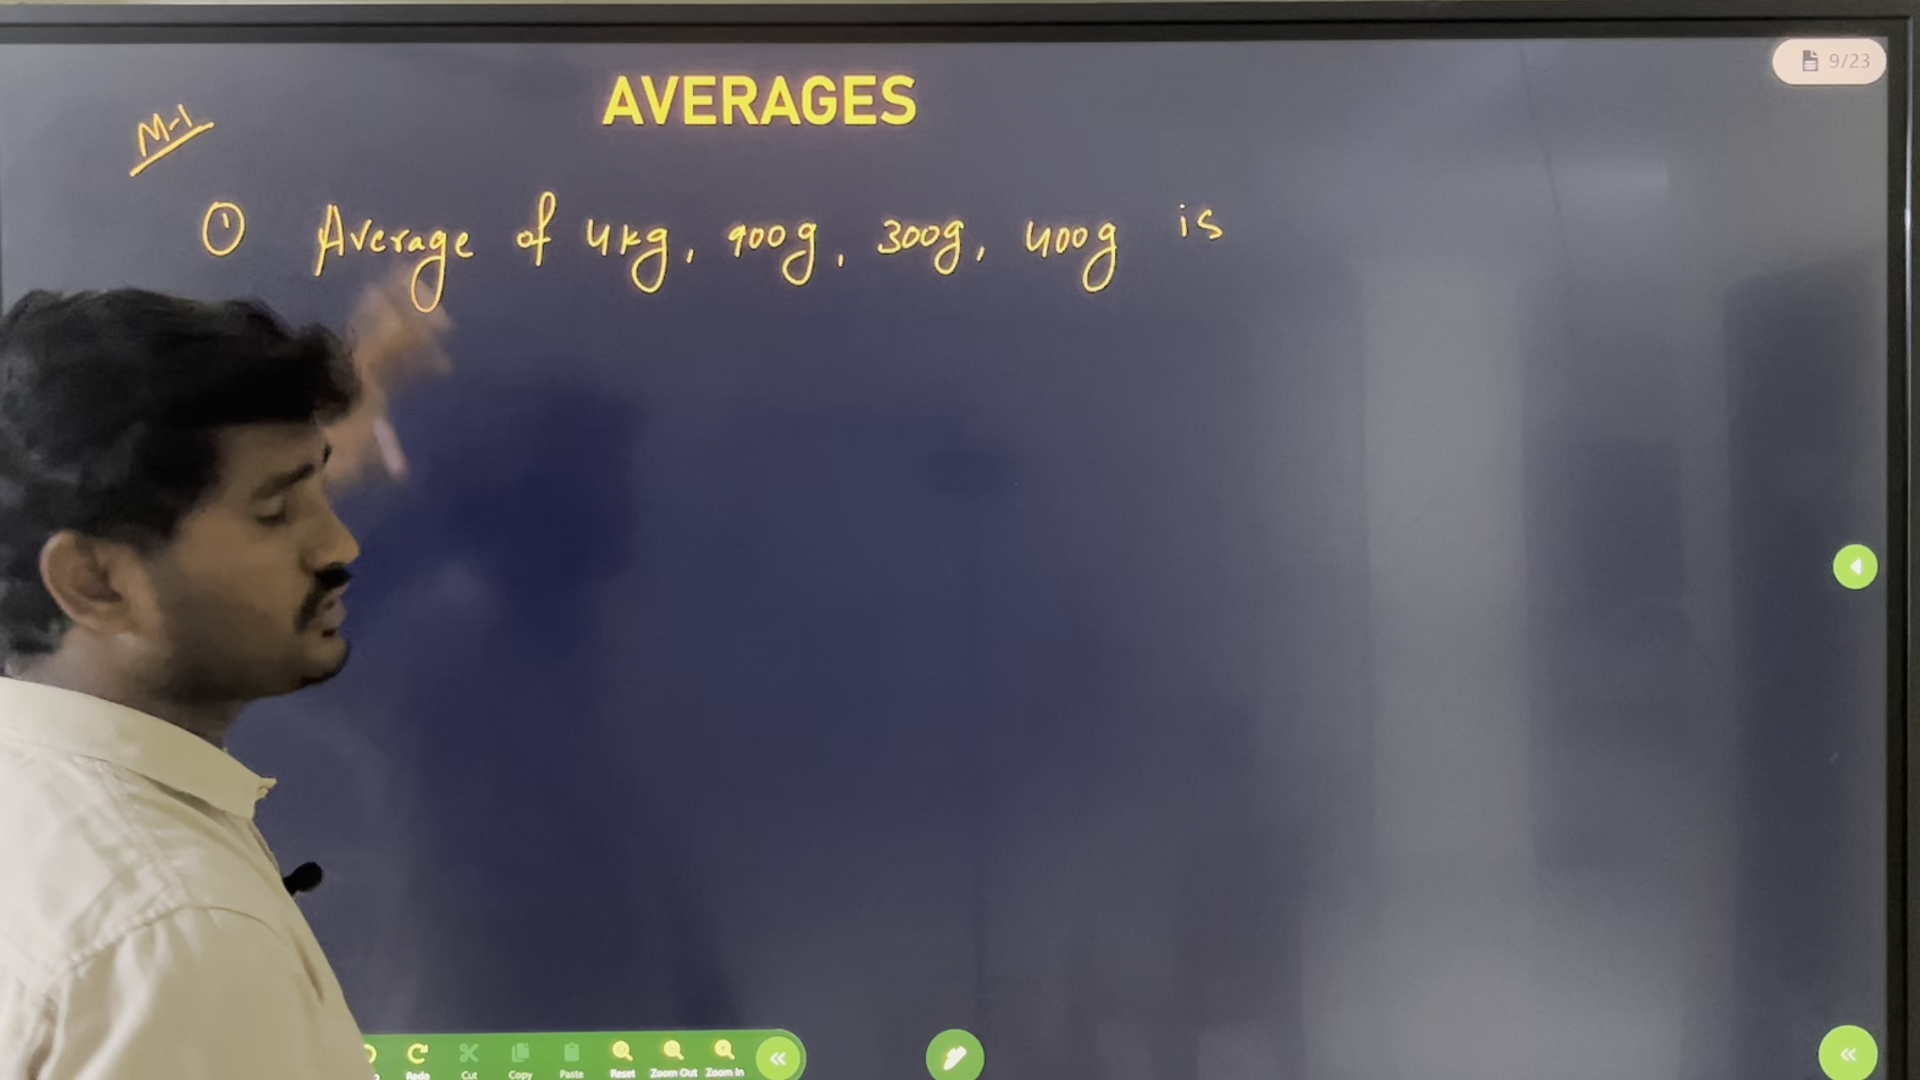 9/23
AVERAGES
M-1
① Average of 4kg, 900g, 300g, 400g is
Redo Cut Copy Paste Reset Zoom Out Zoom In